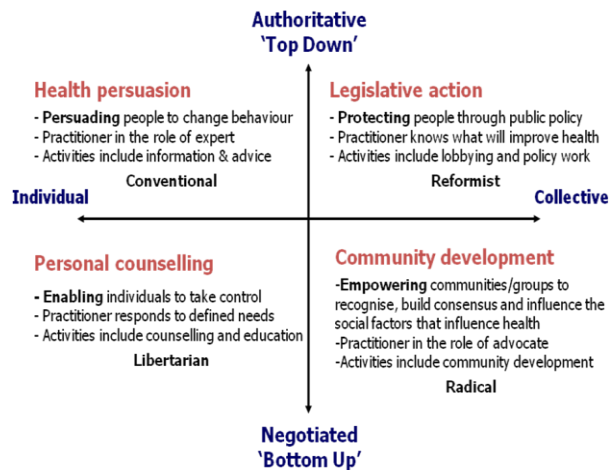 Authoritative
‘Top Down’
Health persuasion
- Persuading people to change behaviour
- Practitioner in the role of expert
- Activities include information & advice
Conventional
Legislative action
- Protecting people through public policy
- Practitioner knows what will improve health
- Activities include lobbying and policy work
Reformist
Individual
Collective
Personal counselling
- Enabling individuals to take control
- Practitioner responds to defined needs
- Activities include counselling and education
Libertarian
Community development
-Empowering communities/groups to
recognise, build consensus and influence the
social factors that influence health
-Practitioner in the role of advocate
-Activities include community development
Radical
Negotiated
‘Bottom Up’